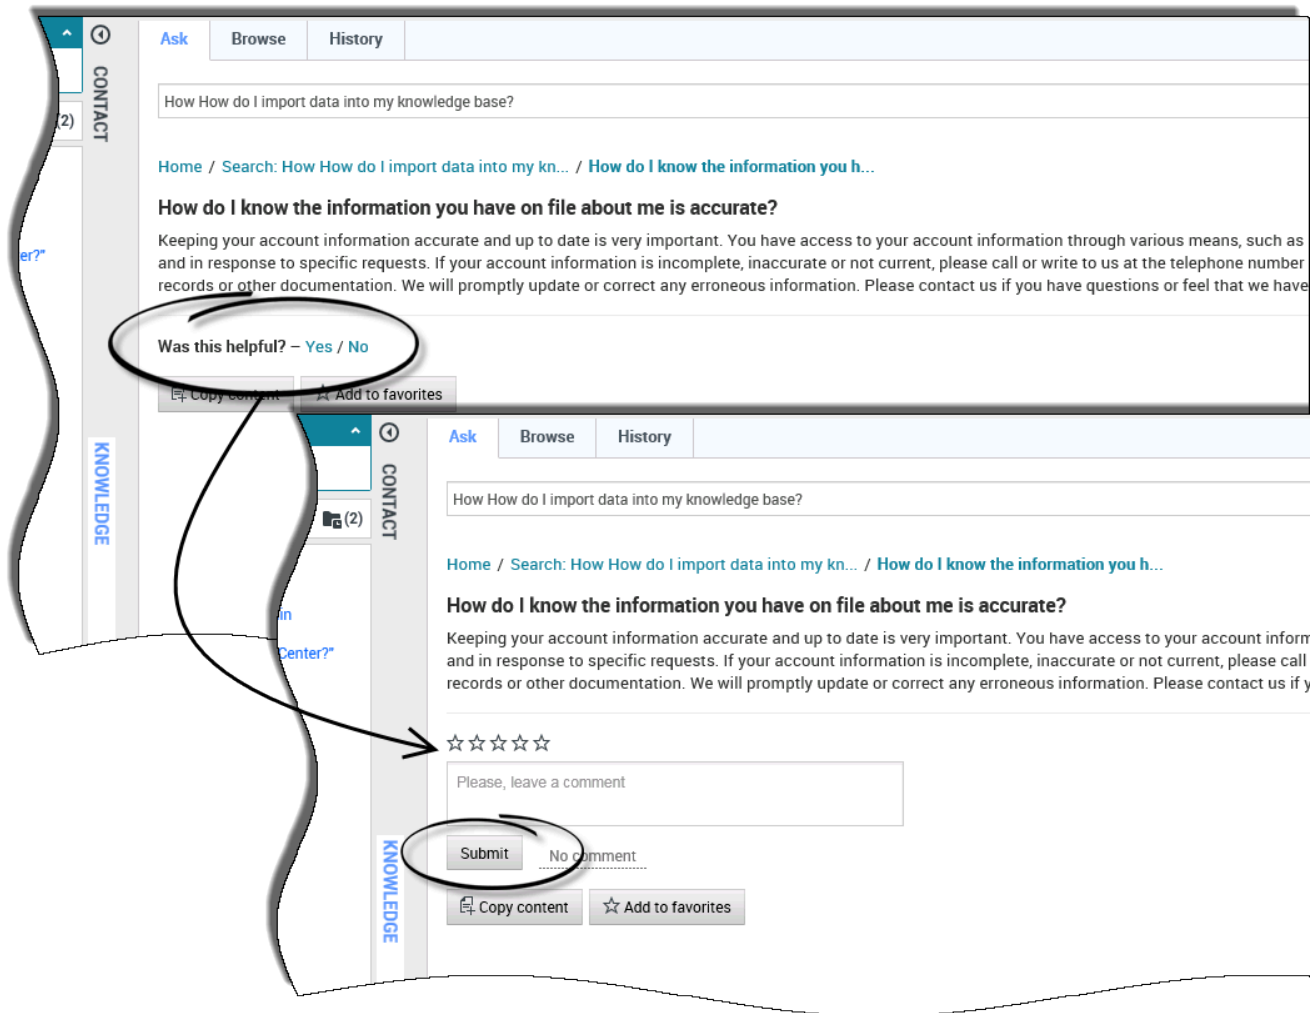 Ask Browse History
CONTACT
(2)
How How do I import data into my knowledge base?
Home / Search: How How do I import data into my kn... / How do I know the information you h...
How do I know the information you have on file about me is accurate?
Keeping your account information accurate and up to date is very important. You have access to your account information through various means, such as
er?"
and in response to specific requests. If your account information is incomplete, inaccurate or not current, please call or write to us at the telephone number
records or other documentation. We will promptly update or correct any erroneous information. Please contact us if you have questions or feel that we have
Was this helpful? – Yes / No
Copy content Add to favorites
KNOWLEDGE
Ask Browse History
CONTACT
(2)
How How do I import data into my knowledge base?
Home / Search: How How do I import data into my kn... / How do I know the information you h...
How do I know the information you have on file about me is accurate?
in
Keeping your account information accurate and up to date is very important. You have access to your account inform
Center?"
and in response to specific requests. If your account information is incomplete, inaccurate or not current, please call
records or other documentation. We will promptly update or correct any erroneous information. Please contact us if y
Please, leave a comment
Submit No comment
KNOWLEDGE
Copy content Add to favorites